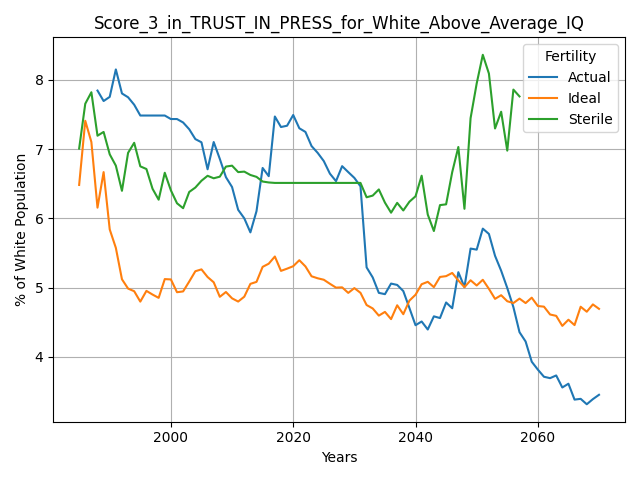 Score_3_in_TRUST_IN_PRESS_for_White_Above_Average_IQ
% of White Population
8
7
6
5
4
Fertility
Actual
Ideal
Sterile
2000
2020
2040
2060
Years